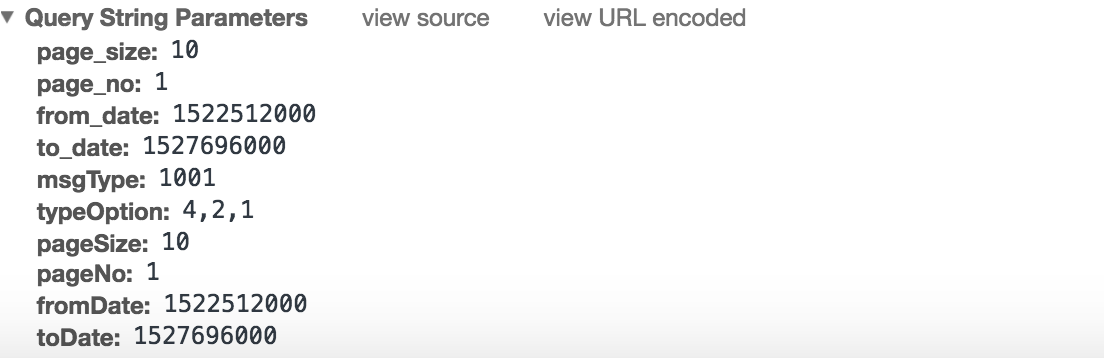 ▼ Query String Parameters view source view URL encoded
page_size: 10
page_no: 1
from_date: 1522512000
to_date: 1527696000
msgType: 1001
typeOption: 4,2,1
pageSize: 10
pageNo: 1
fromDate: 1522512000
toDate: 1527696000